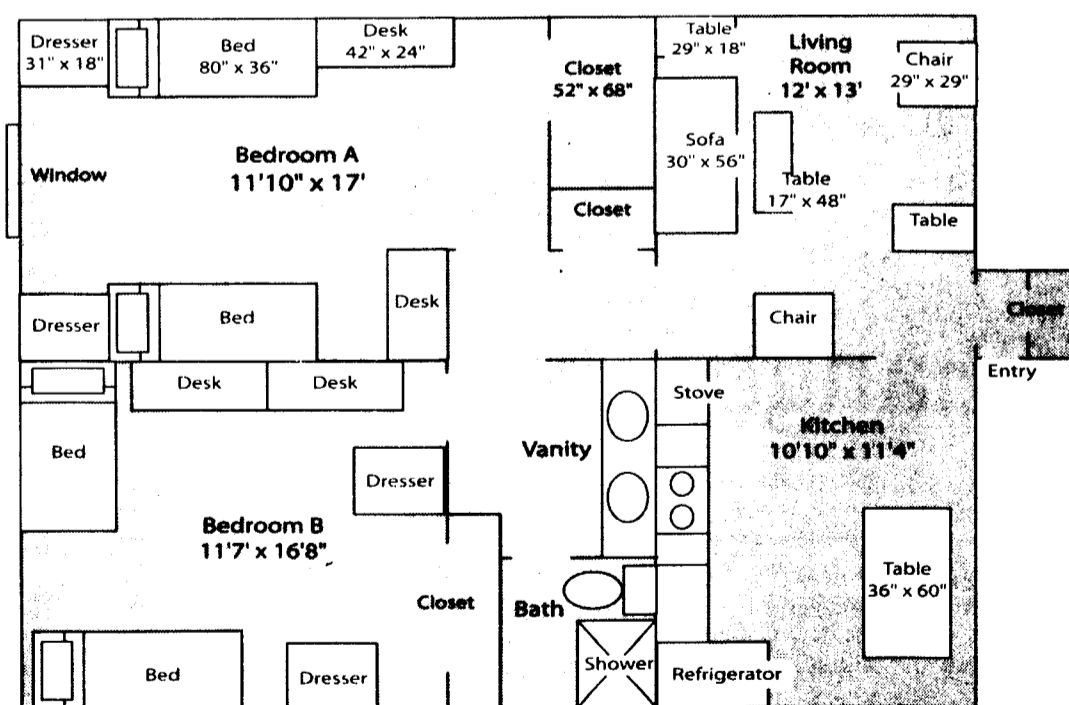 Dresser
31" x 18"
Bed
80" x 36"
Desk
42" x 24"
Closet
52" x 68"
Table
29" x 18"
Living
Room
12' x 13'
Chair
29" x 29"
Window
Bedroom A
11'10" x 17'
Sofa
30" x 56"
Table
17" x 48"
Closet
Table
Dresser
Bed
Desk
Chair
Closet
Entry
Desk
Desk
Stove
Bed
Vanity
Kitchen
10'10" x 11'4"
Dresser
Bedroom B
11'7' x 16'8"
Table
36" x 60"
Closet
Bath
Bed
Dresser
Shower
Refrigerator